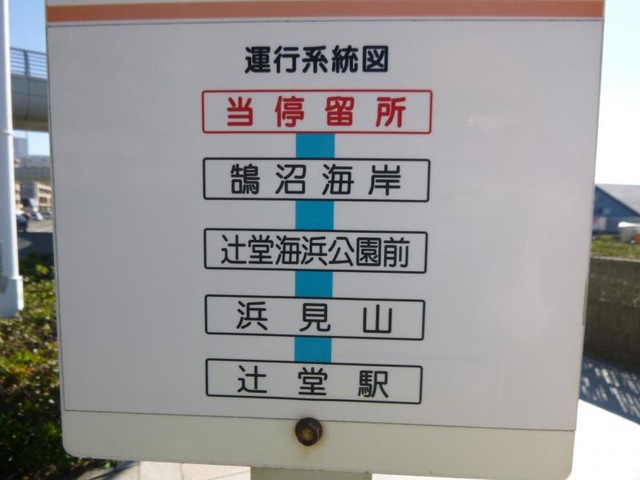 運行系統図
当停留所
鵠沼海岸
辻堂海浜公園前
浜見山
辻堂駅